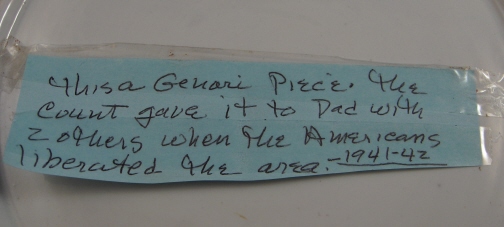 This a Genori Piece. The
Count gave it to Dad with
2 others when the Americans
liberated the area. -1941-42